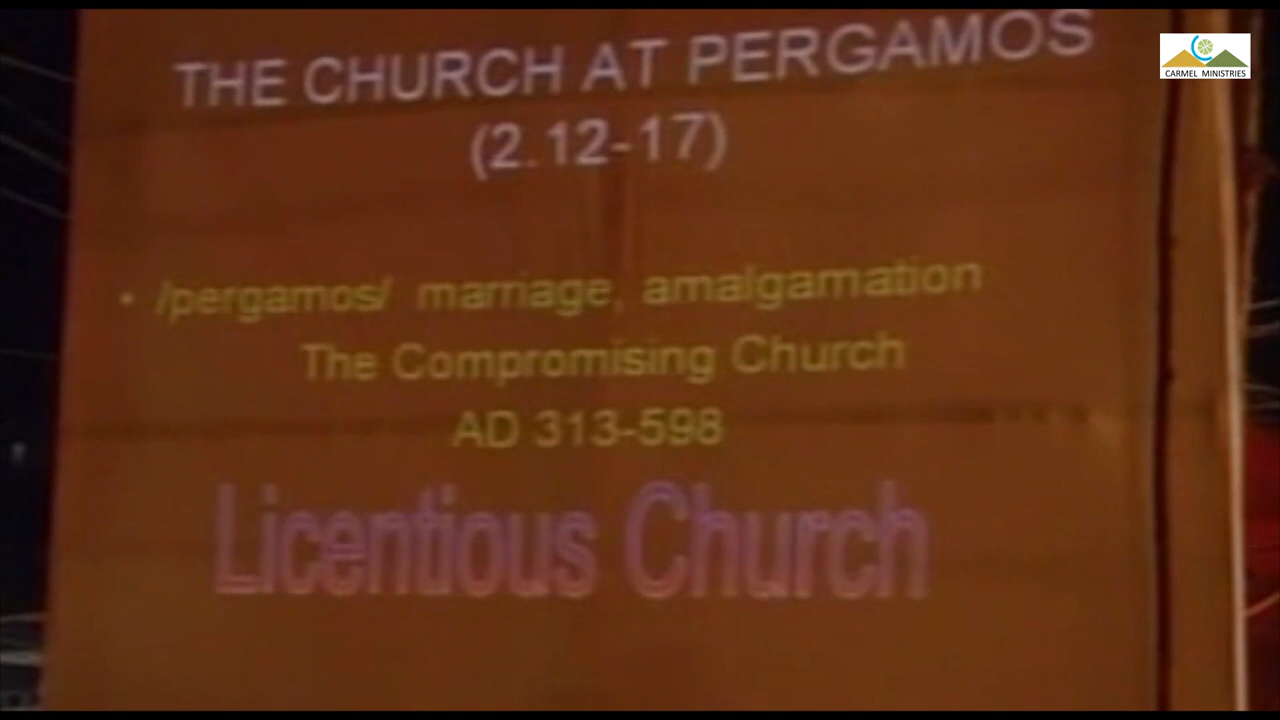 CARMEL MINISTRIES
THE CHURCH AT PERGAMOS
(2.12-17)
• /pergamos/ marriage, amalgamation
The Compromising Church
AD 313-598
Licentious Church